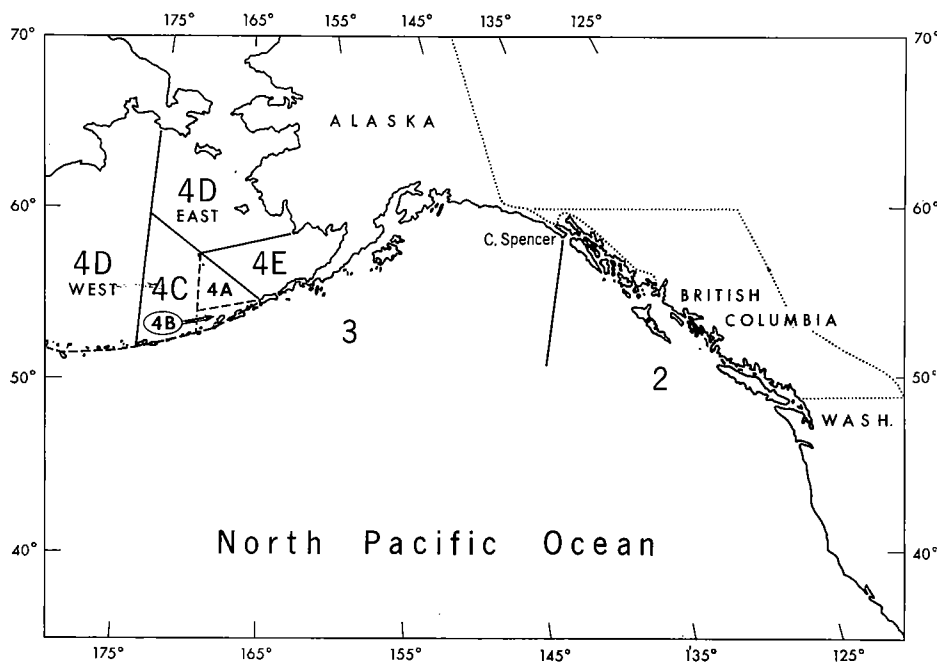 175° 165° 155° 145° 135° 125°
70° 70°
ALASKA
4D
EAST
60° 60°
C. Spencer
4D
WEST
4E
4C
4A
BRITISH
COLUMBIA
4B
3
50° 2 50°
WASH.
North Pacific Ocean
40° 40°
175° 165° 155° 145° 135° 125°